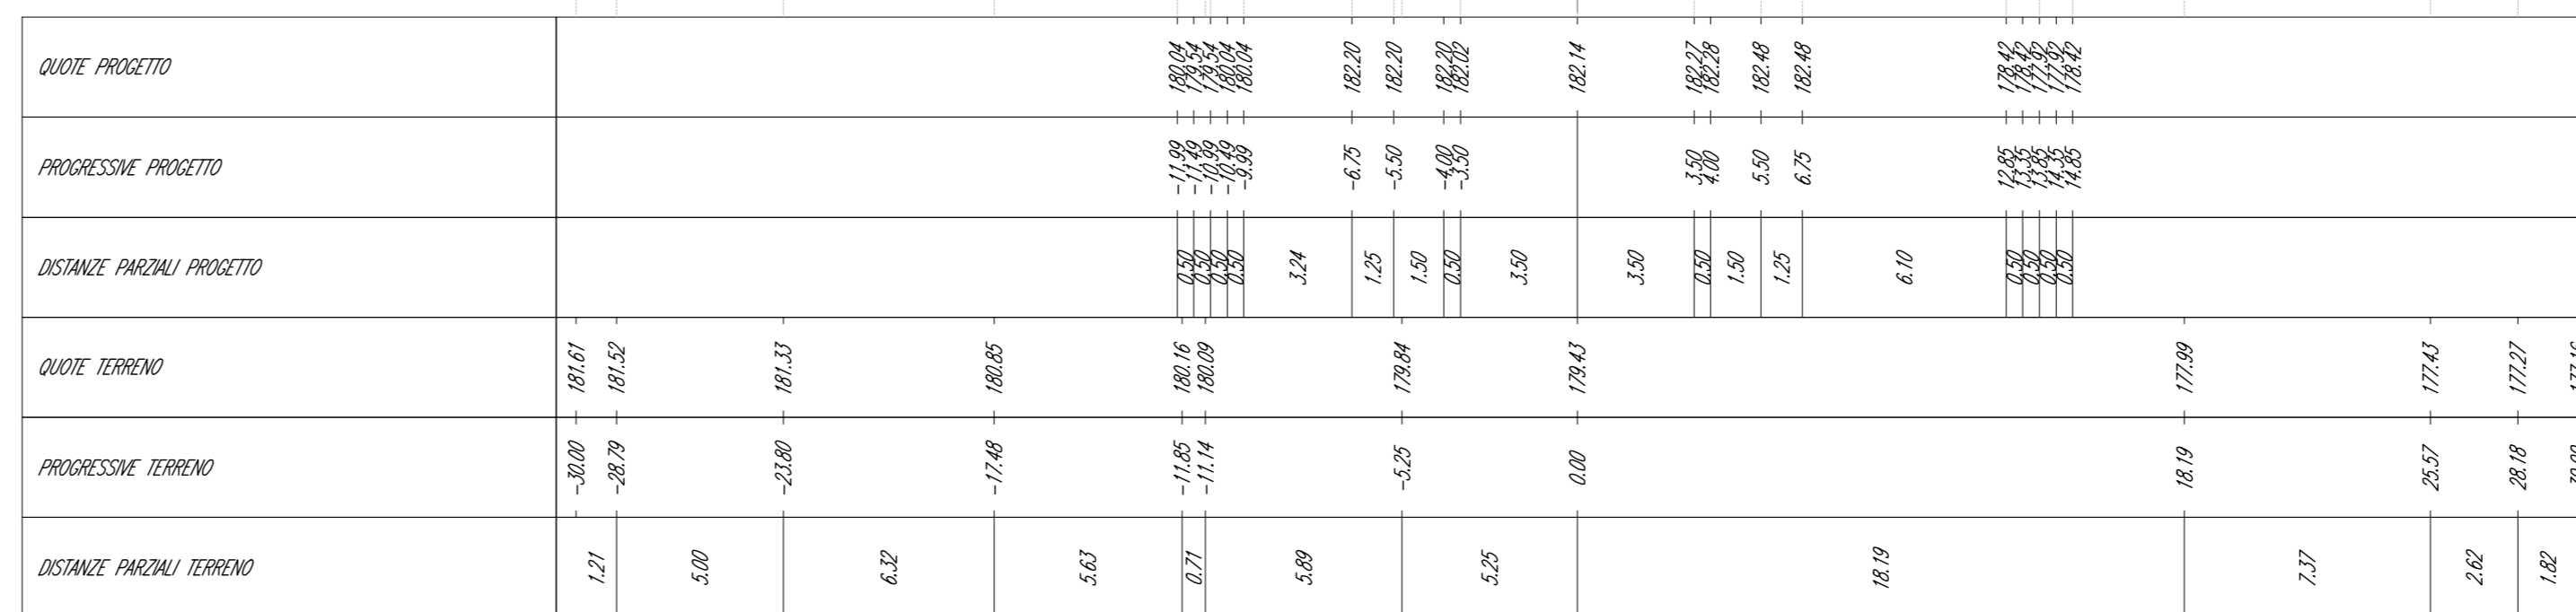 QUOTE PROGETTO 180.04 179.54 179.54 180.04 180.04 182.20 182.20 182.20 182.02 182.14 182.27 182.28 182.48 182.48 178.42 178.42 177.92 177.92 178.42
PROGRESSIVE PROGETTO -11.99 -11.49 -10.99 -10.49 -9.99 -6.75 -5.50 -4.00 -3.50 3.50 4.00 5.50 6.75 12.85 13.35 13.85 14.35 14.85
DISTANZE PARZIALI PROGETTO 0.50 0.50 0.50 0.50 3.24 1.25 1.50 0.50 3.50 3.50 0.50 1.50 1.25 6.10 0.50 0.50 0.50 0.50
QUOTE TERRENO 181.61 181.52 181.33 180.85 180.16 180.09 179.84 179.43 177.99 177.43 177.27
PROGRESSIVE TERRENO -30.00 -28.79 -23.80 -17.48 -11.85 -11.14 -5.25 0.00 18.19 25.57 28.18
DISTANZE PARZIALI TERRENO 1.21 5.00 6.32 5.63 0.71 5.89 5.25 18.19 7.37 2.62 1.82